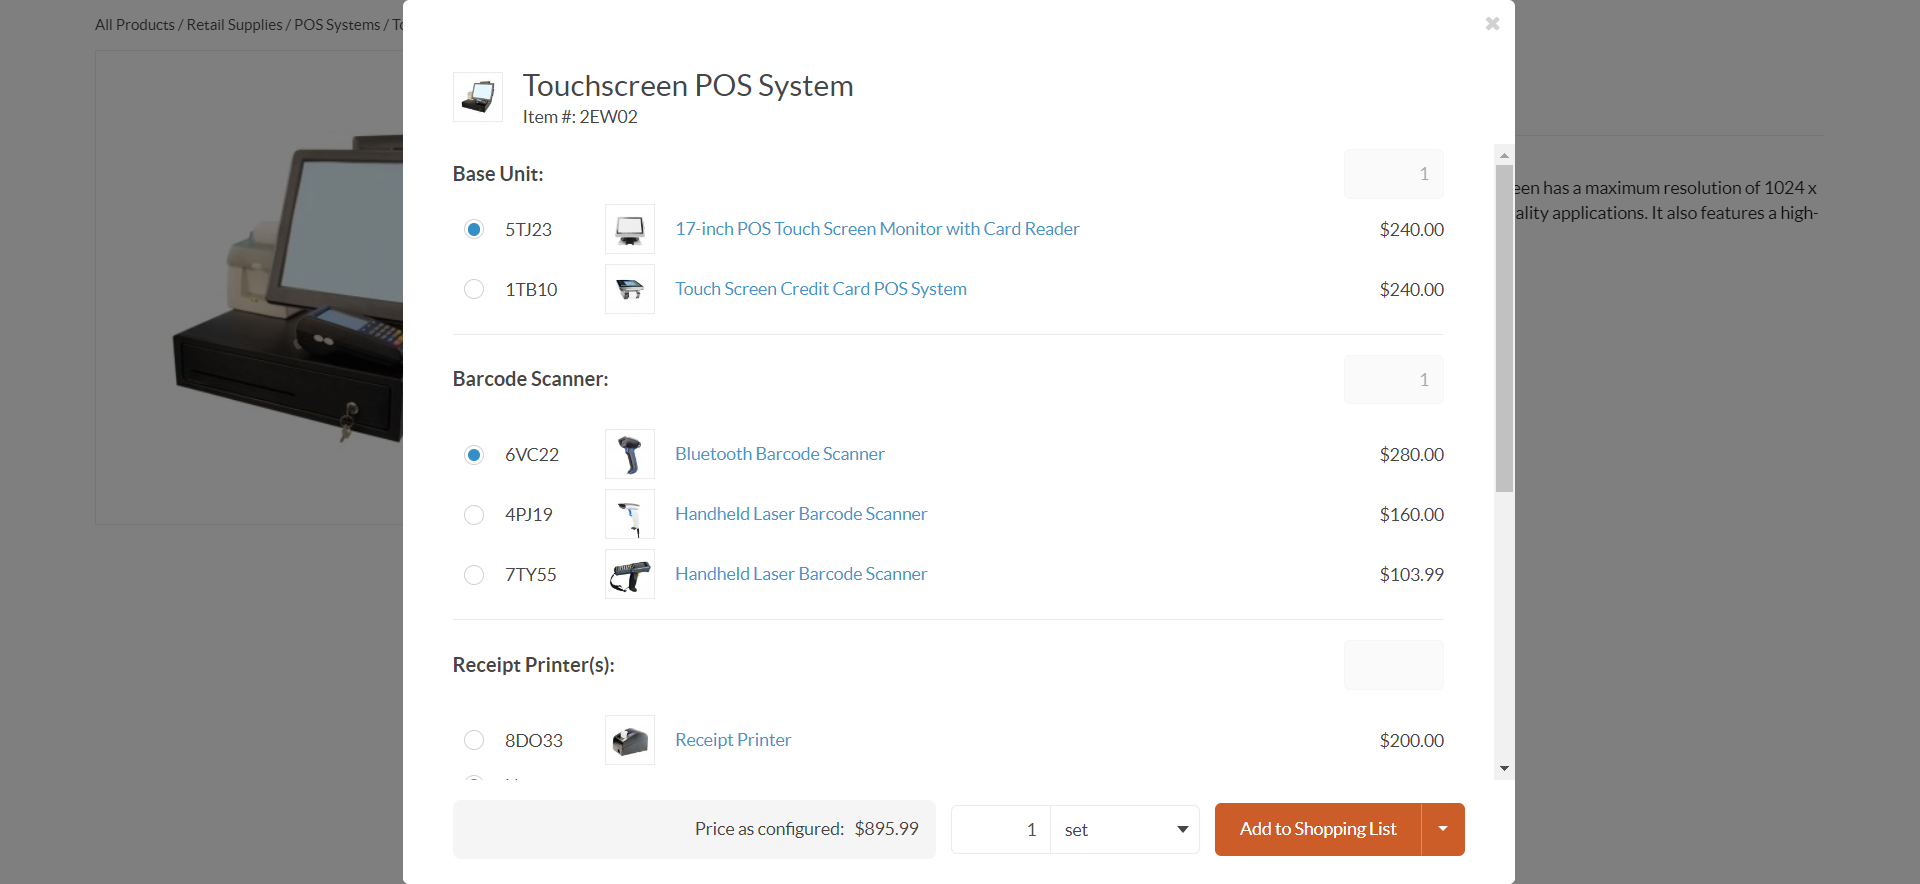 All Products / Retail Supplies / POS Systems /
Touchscreen POS System
Item #: 2EW02
Base Unit:
1
5TJ23
17-inch POS Touch Screen Monitor with Card Reader
$240.00
1TB10
Touch Screen Credit Card POS System
$240.00
Barcode Scanner:
1
6VC22
Bluetooth Barcode Scanner
$280.00
4PJ19
Handheld Laser Barcode Scanner
$160.00
7TY55
Handheld Laser Barcode Scanner
$103.99
Receipt Printer(s):
8DO33
Receipt Printer
$200.00
Price as configured: $895.99
1
set
Add to Shopping List
een has a maximum resolution of 1024 x
ality applications. It also features a high-